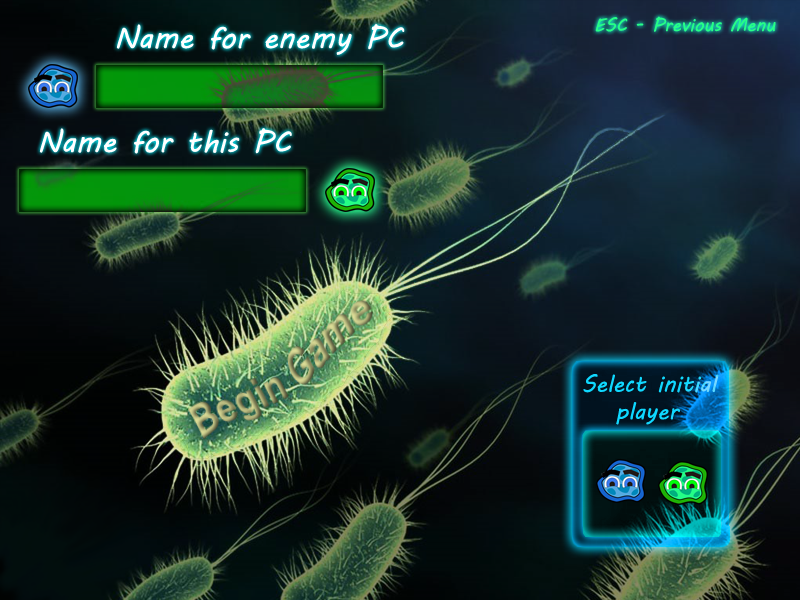 ESC - Previous Menu
Name for enemy PC
Name for this PC
Begin Game
Select initial
player